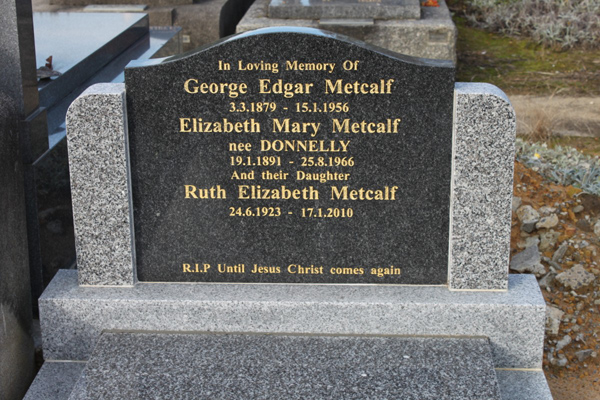 In Loving Memory Of
George Edgar Metcalf
3.3.1879 - 15.1.1956
Elizabeth Mary Metcalf
nee DONNELLY
19.1.1891 - 25.8.1966
And their Daughter
Ruth Elizabeth Metcalf
24.6.1923 - 17.1.2010
R.I.P Until Jesus Christ comes again